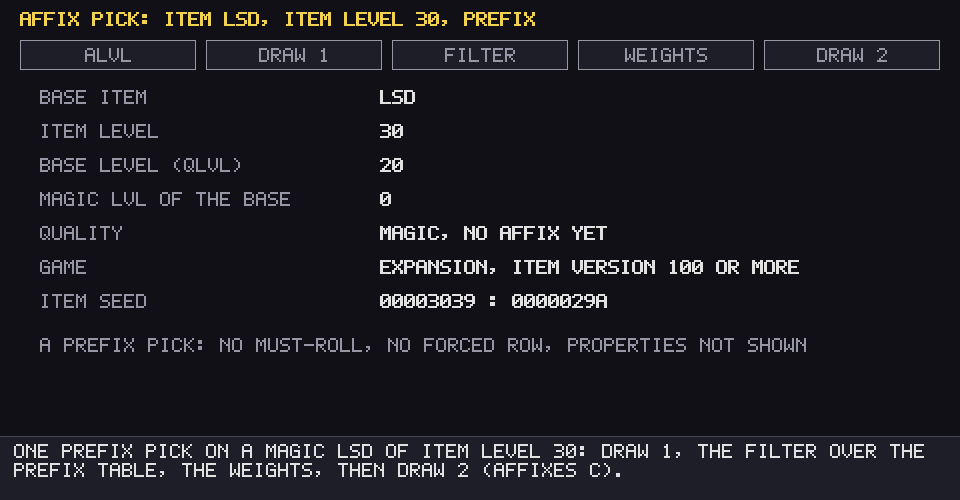 AFFIX PICK: ITEM LSD, ITEM LEVEL 30, PREFIX
ALVL DRAW 1 FILTER WEIGHTS DRAW 2
BASE ITEM LSD
ITEM LEVEL 30
BASE LEVEL (QLVL) 20
MAGIC LVL OF THE BASE 0
QUALITY MAGIC, NO AFFIX YET
GAME EXPANSION, ITEM VERSION 100 OR MORE
ITEM SEED 00003039 : 0000029A
A PREFIX PICK: NO MUST-ROLL, NO FORCED ROW, PROPERTIES NOT SHOWN
ONE PREFIX PICK ON A MAGIC LSD OF ITEM LEVEL 30: DRAW 1, THE FILTER OVER THE
PREFIX TABLE, THE WEIGHTS, THEN DRAW 2 (AFFIXES C).